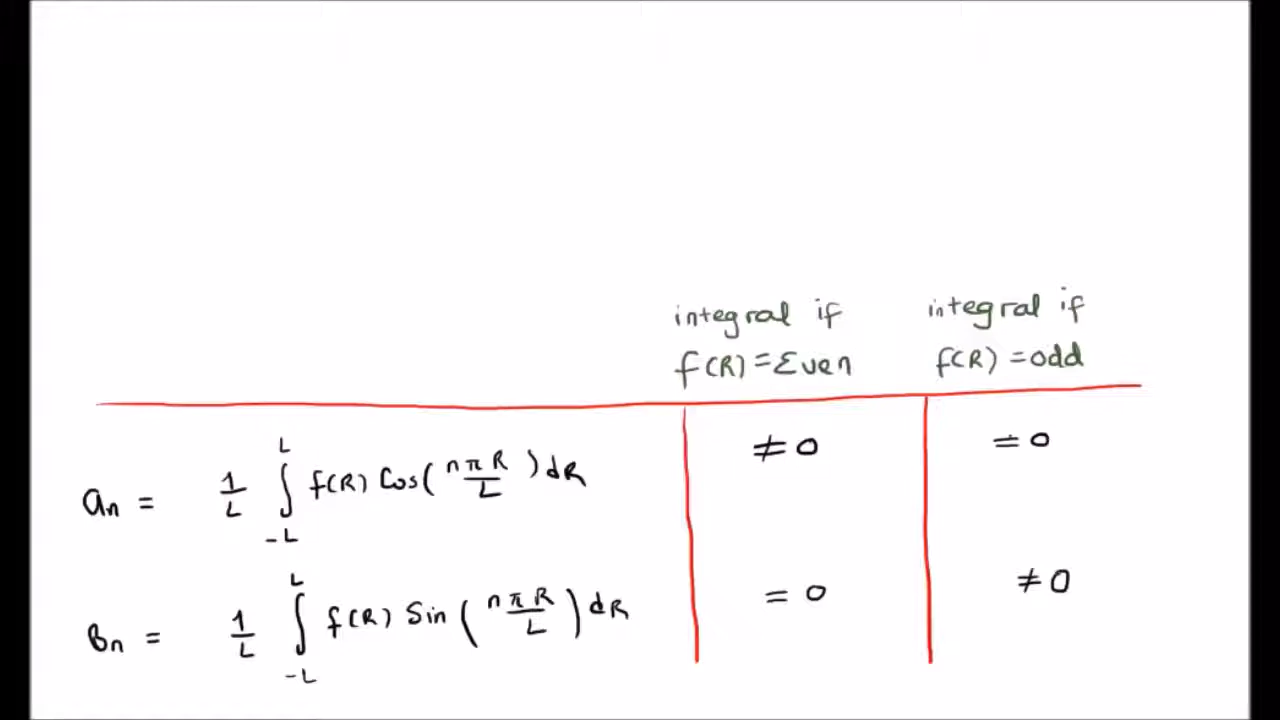 integral if integral if
f(R) = Even f(R) = odd
an = 1/L ∫_{-L}^{L} f(R) Cos(nπR/L) dR ≠ 0 = 0
Bn = 1/L ∫_{-L}^{L} f(R) Sin(nπR/L) dR = 0 ≠ 0